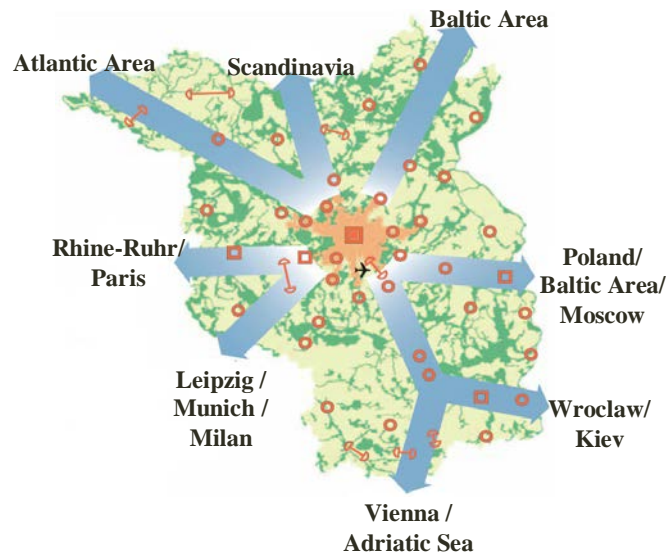 Baltic Area
Atlantic Area
Scandinavia
Rhine-Ruhr/
Paris
Poland/
Baltic Area/
Moscow
Leipzig /
Munich /
Milan
Wroclaw/
Kiev
Vienna /
Adriatic Sea